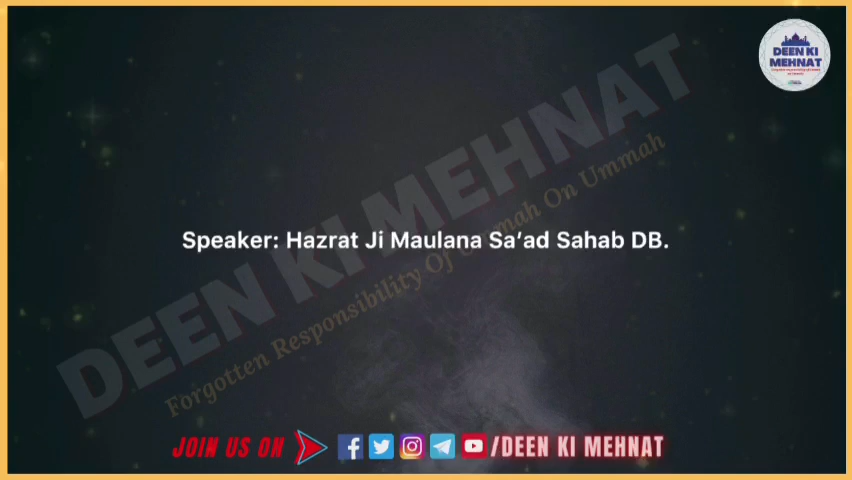 DEEN KI
MEHNAT
DEEN KI MEHNAT
Forgotten Responsibility Of Ummah On Ummah
Speaker: Hazrat Ji Maulana Sa’ad Sahab DB.
JOIN US ON
/DEEN KI MEHNAT